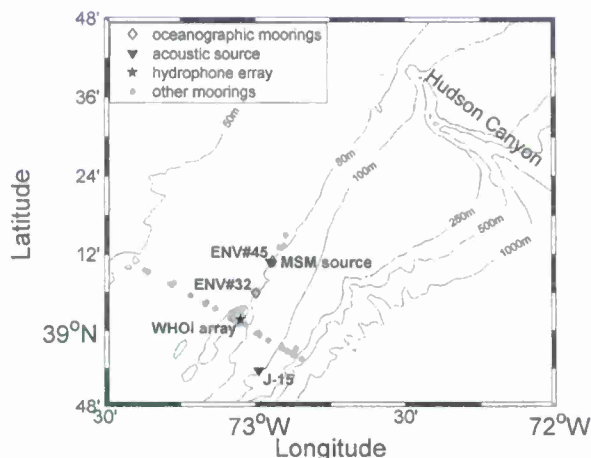 48'
oceanographic moorings
acoustic source
hydrophone array
other moorings
36'
Hudson Canyon
50m
80m
100m
24'
Latitude
250m
500m
1000m
12'
ENV#45
MSM source
ENV#32
WHOI array
39°N
J-15
48'
30'
73°W
30'
72°W
Longitude